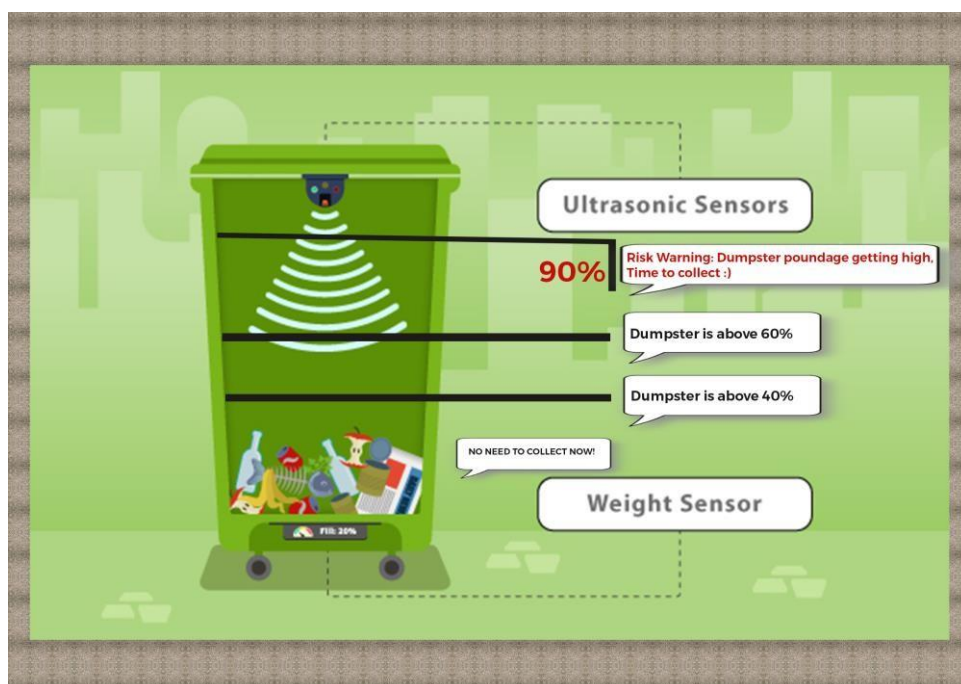 Ultrasonic Sensors
90%
Risk Warning: Dumpster poundage getting high,
Time to collect :)
Dumpster is above 60%
Dumpster is above 40%
NO NEED TO COLLECT NOW!
Weight Sensor
Fill: 20%